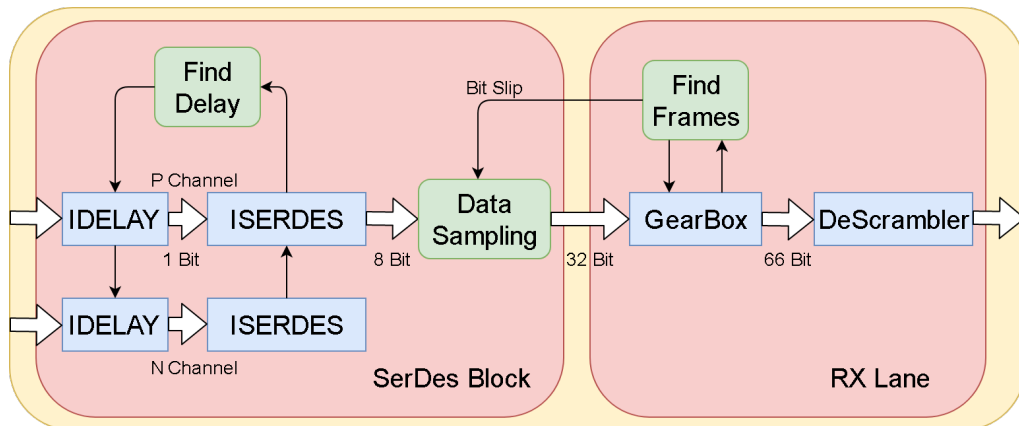 Find
Delay
Bit Slip
Find
Frames
P Channel
IDELAY
ISERDES
Data
Sampling
GearBox
DeScrambler
1 Bit
8 Bit
32 Bit
66 Bit
IDELAY
ISERDES
N Channel
SerDes Block
RX Lane